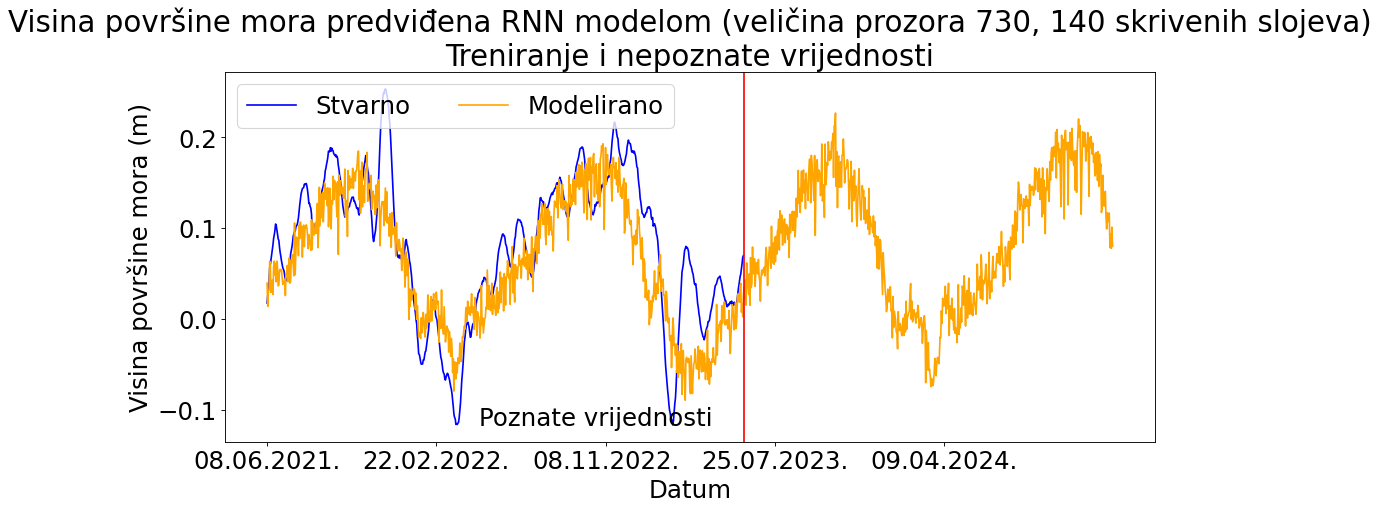 Visina površine mora predviđena RNN modelom (veličina prozora 730, 140 skrivenih slojeva)
Treniranje i nepoznate vrijednosti
Stvarno
Modelirano
Visina površine mora (m)
0.2
0.1
0.0
−0.1
Poznate vrijednosti
08.06.2021.
22.02.2022.
08.11.2022.
25.07.2023.
09.04.2024.
Datum